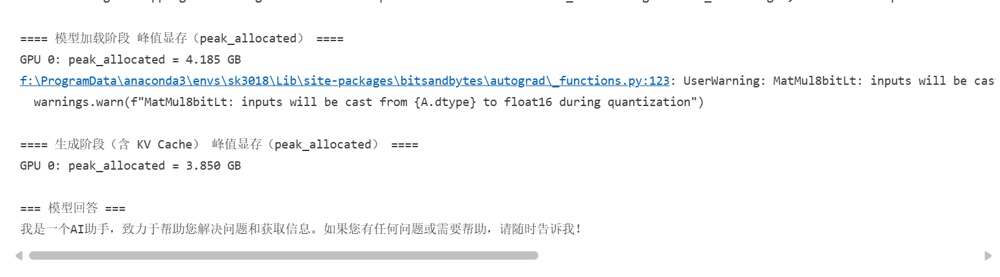 ==== 模型加载阶段 峰值显存（peak_allocated） ====
GPU 0: peak_allocated = 4.185 GB
f:\ProgramData\anaconda3\envs\sk3018\Lib\site-packages\bitsandbytes\autograd\_functions.py:123: UserWarning: MatMul8bitLt: inputs will be cas
warnings.warn(f"MatMul8bitLt: inputs will be cast from {A.dtype} to float16 during quantization")
==== 生成阶段（含 KV Cache） 峰值显存（peak_allocated） ====
GPU 0: peak_allocated = 3.850 GB
=== 模型回答 ===
我是一个AI助手，致力于帮助您解决问题和获取信息。如果您有任何问题或需要帮助，请随时告诉我！